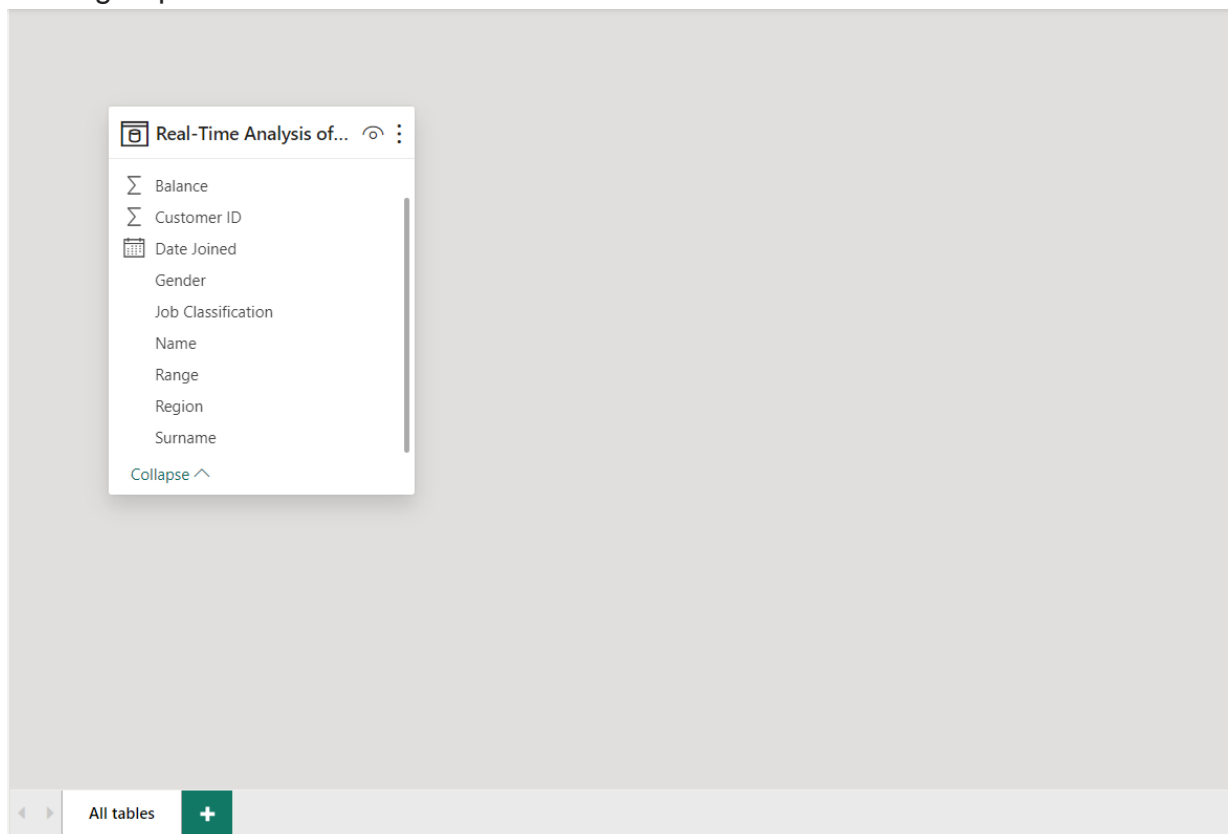 Real-Time Analysis of...
Balance
Customer ID
Date Joined
Gender
Job Classification
Name
Range
Region
Surname
Collapse
All tables